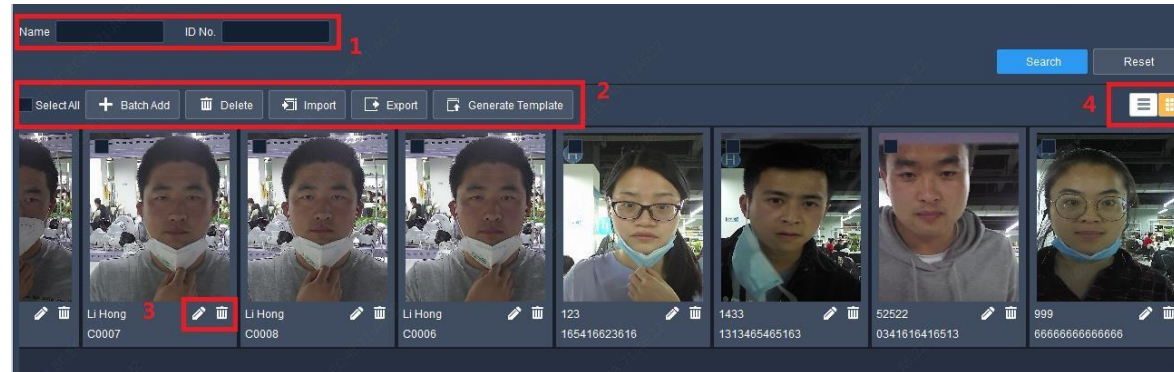 Name ID No. 1
Search Reset
Select All Batch Add Delete Import Export Generate Template 2 4
3
Li Hong Li Hong Li Hong 123 1433 52522 999
C0007 C0008 C0006 165416623616 1313465465163 0341616416513 66666666666666